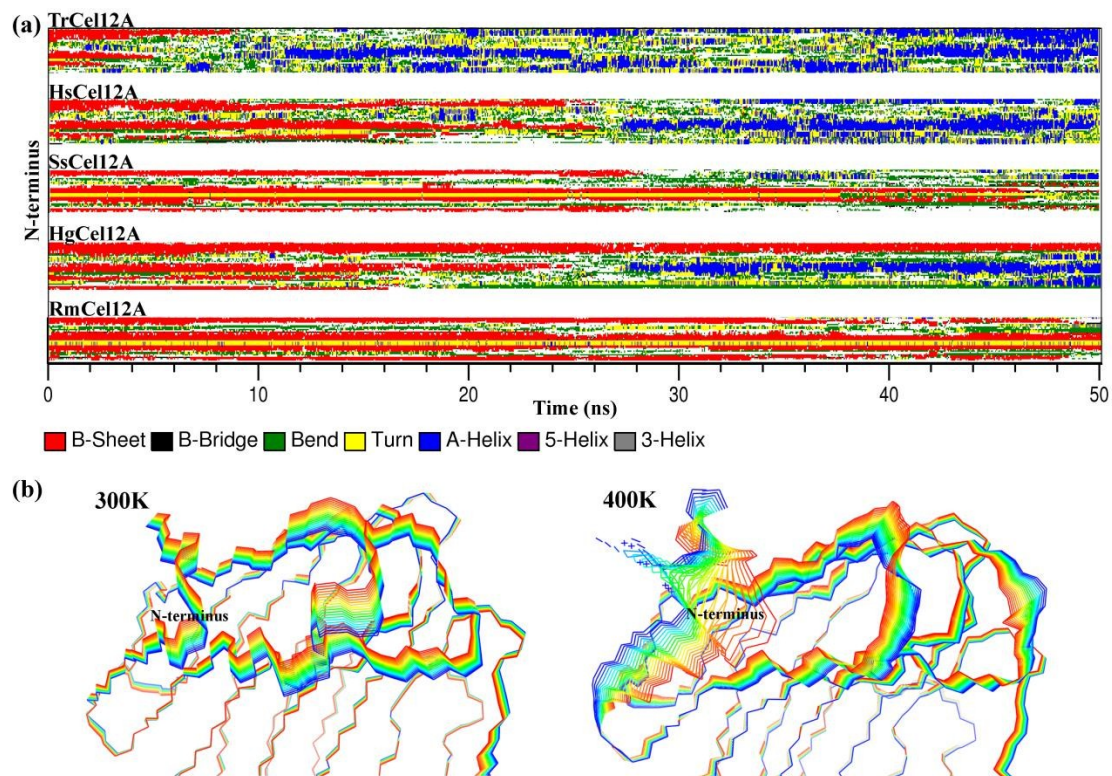 (a)
TrCel12A
HsCel12A
SsCel12A
HgCel12A
RmCel12A
N-terminus
0 10 20 30 40 50
Time (ns)
B-Sheet B-Bridge Bend Turn A-Helix 5-Helix 3-Helix
(b)
300K 400K
N-terminus N-terminus